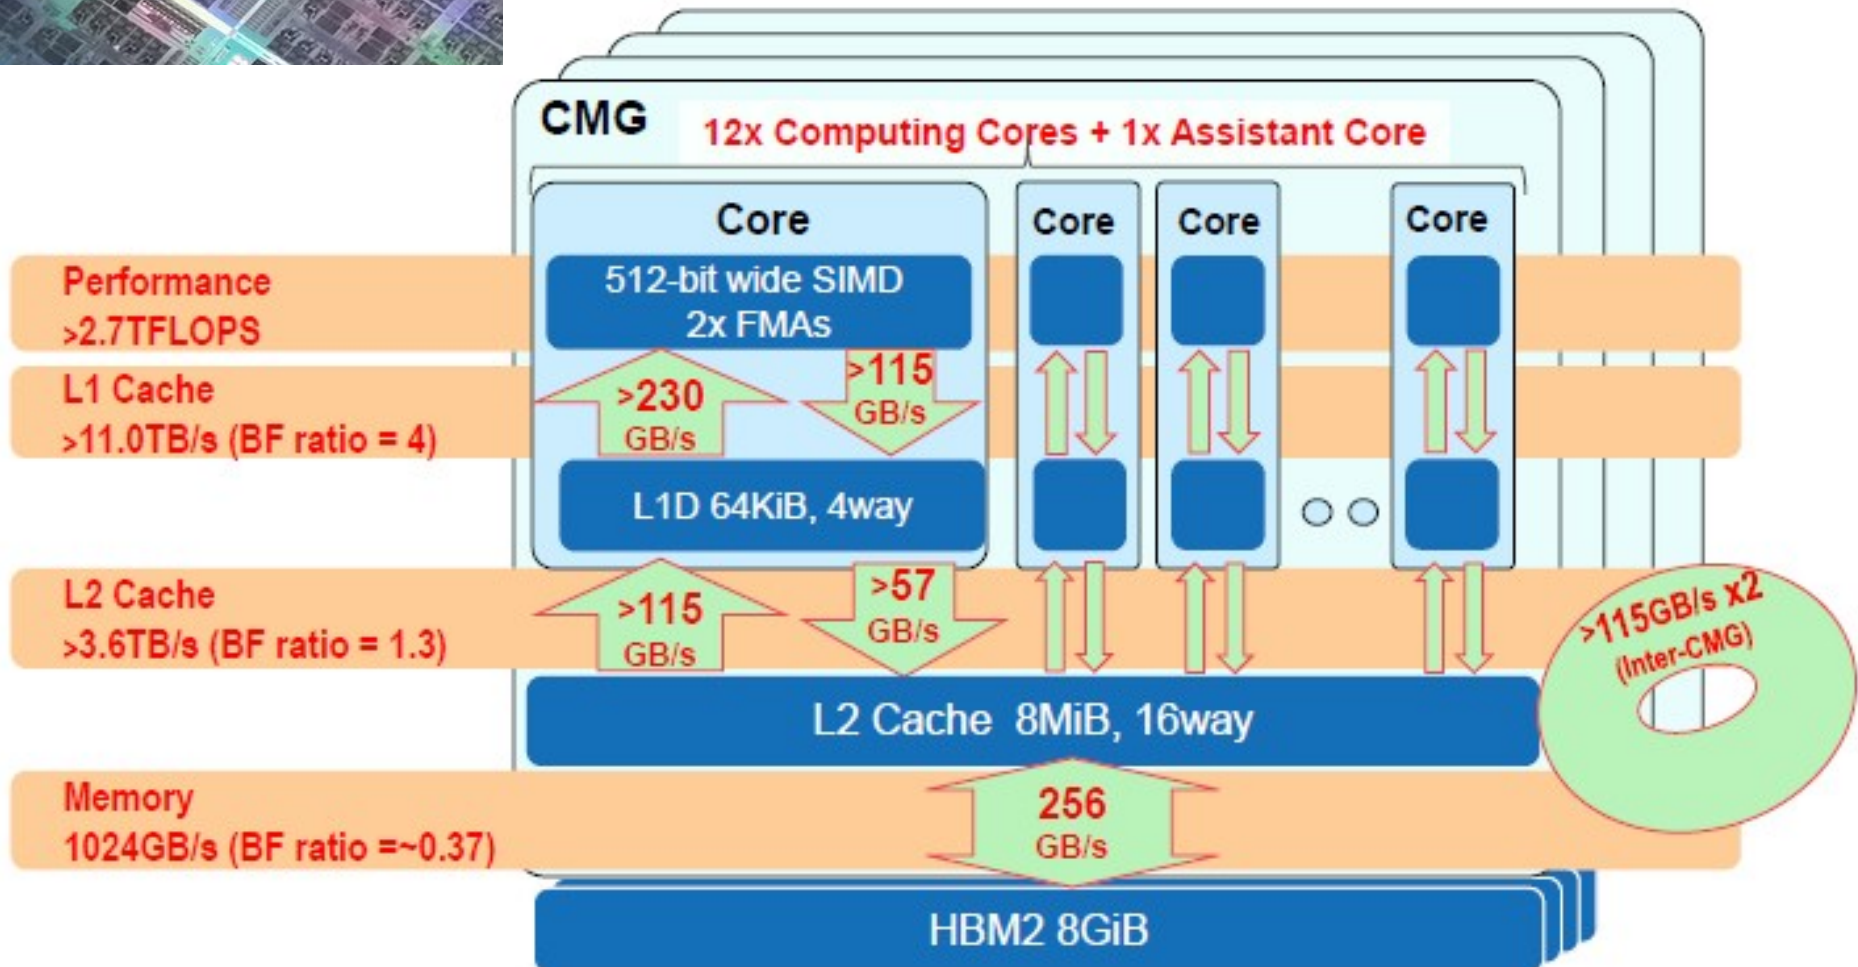 CMG
12x Computing Cores + 1x Assistant Core
Core
Core
Core
Core
Performance
>2.7TFLOPS
512-bit wide SIMD
2x FMAs
L1 Cache
>11.0TB/s (BF ratio = 4)
>230
GB/s
>115
GB/s
L1D 64KiB, 4way
L2 Cache
>3.6TB/s (BF ratio = 1.3)
>115
GB/s
>57
GB/s
>115GB/s x2
(Inter-CMG)
L2 Cache 8MiB, 16way
Memory
1024GB/s (BF ratio =~0.37)
256
GB/s
HBM2 8GiB